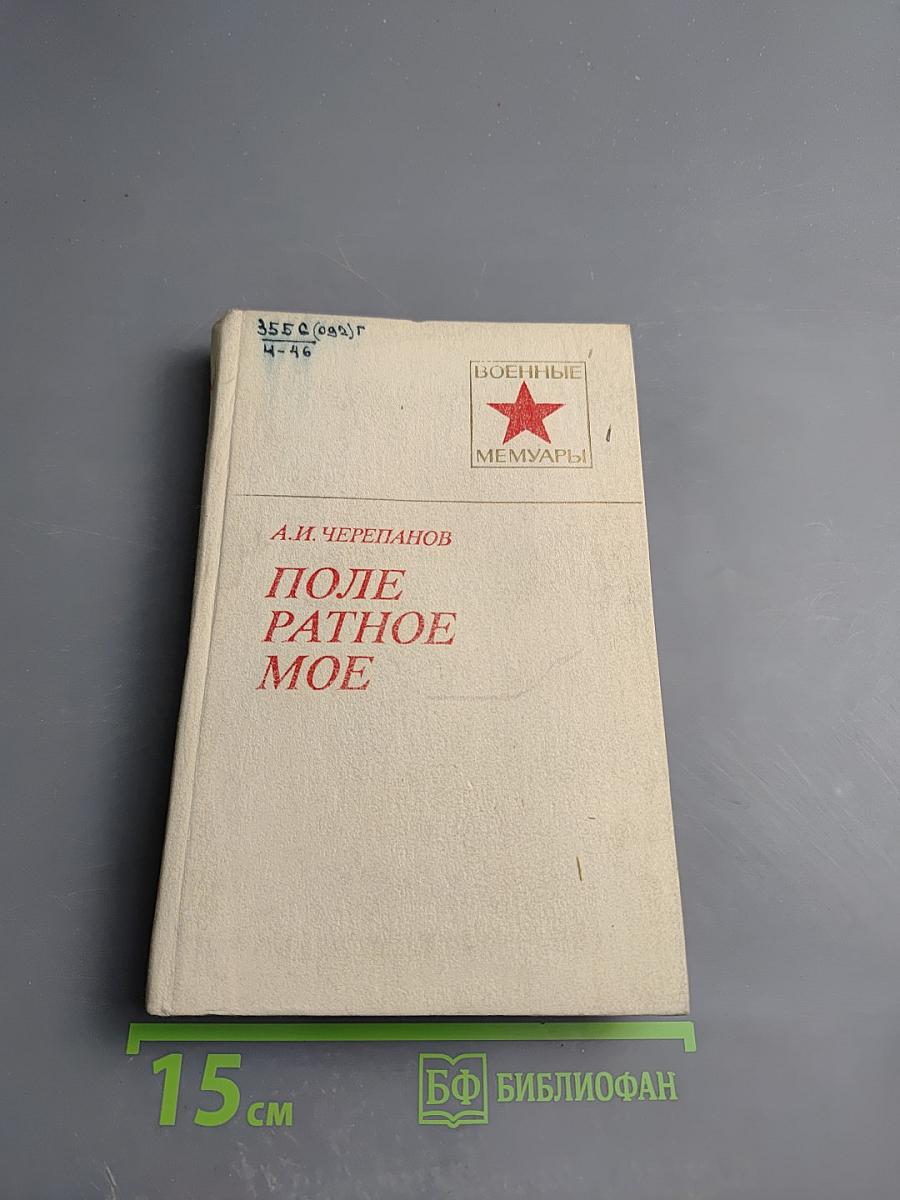 355С(092)г
Ч-46
ВОЕННЫЕ
МЕМУАРЫ
А.И. ЧЕРЕПАНОВ
ПОЛЕ
РАТНОЕ
МОЕ
15 см
БФ БИБЛИОФАН